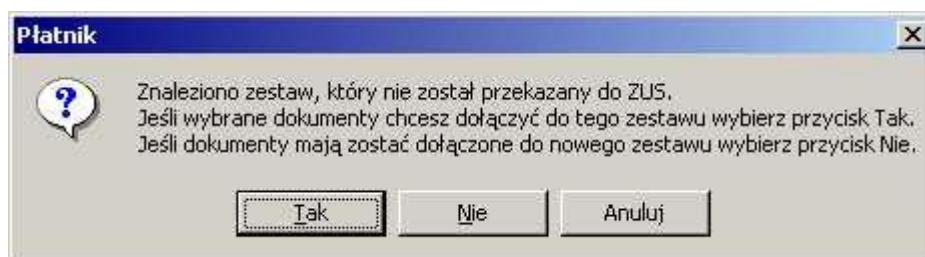 Płatnik
Znaleziono zestaw, który nie został przekazany do ZUS.
Jeśli wybrane dokumenty chcesz dołączyć do tego zestawu wybierz przycisk Tak.
Jeśli dokumenty mają zostać dołączone do nowego zestawu wybierz przycisk Nie.
Tak Nie Anuluj